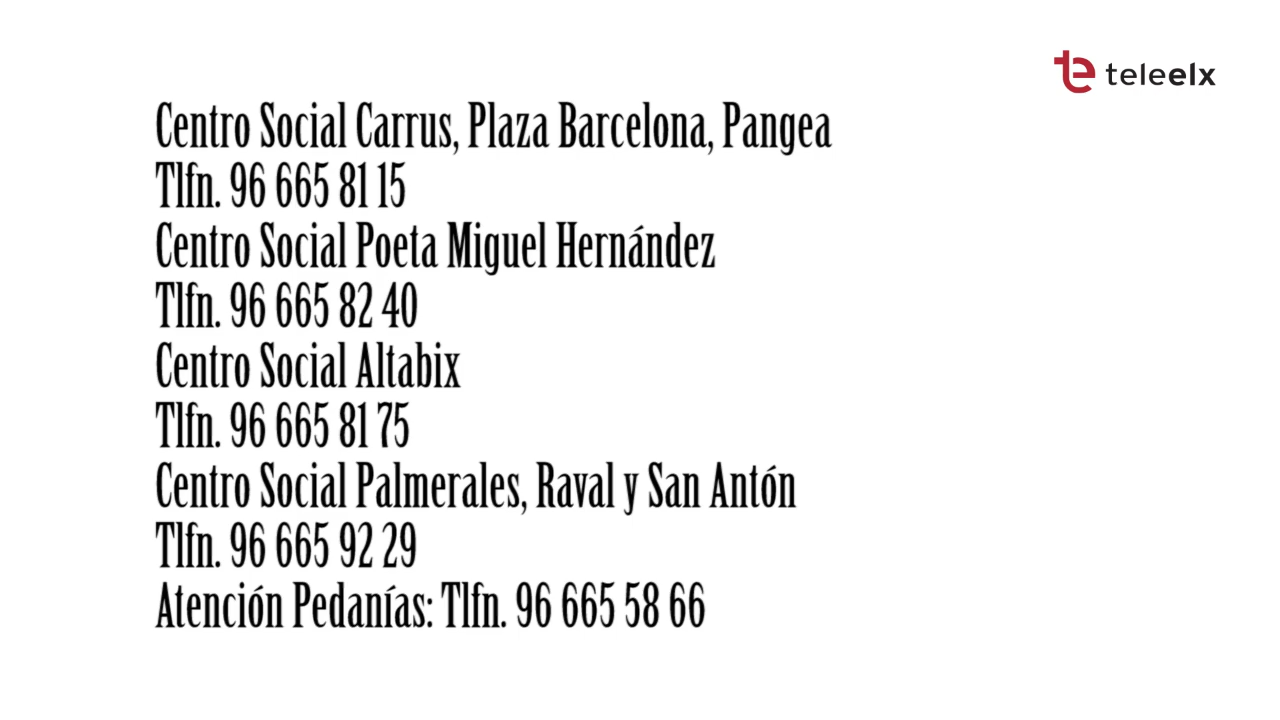 teleelx
Centro Social Carrus, Plaza Barcelona, Pangea
Tlfn. 96 665 81 15
Centro Social Poeta Miguel Hernández
Tlfn. 96 665 82 40
Centro Social Altabix
Tlfn. 96 665 81 75
Centro Social Palmerales, Raval y San Antón
Tlfn. 96 665 92 29
Atención Pedanías: Tlfn. 96 665 58 66